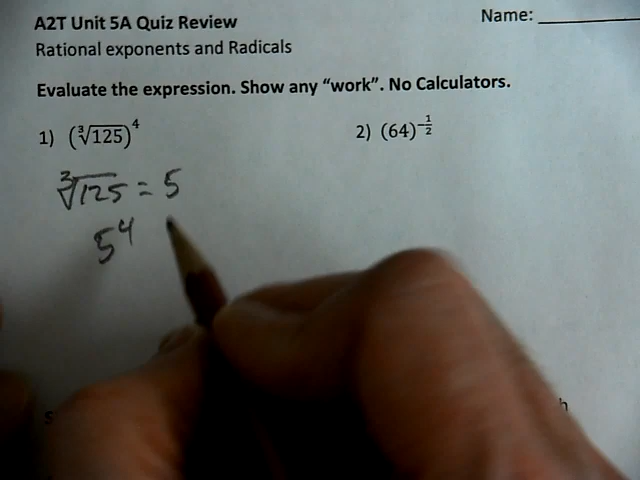 A2T Unit 5A Quiz Review Name: ___________
Rational exponents and Radicals
Evaluate the expression. Show any “work”. No Calculators.
1) (∛125)⁴ 2) (64)^(-1/2)
∛125 = 5
5⁴